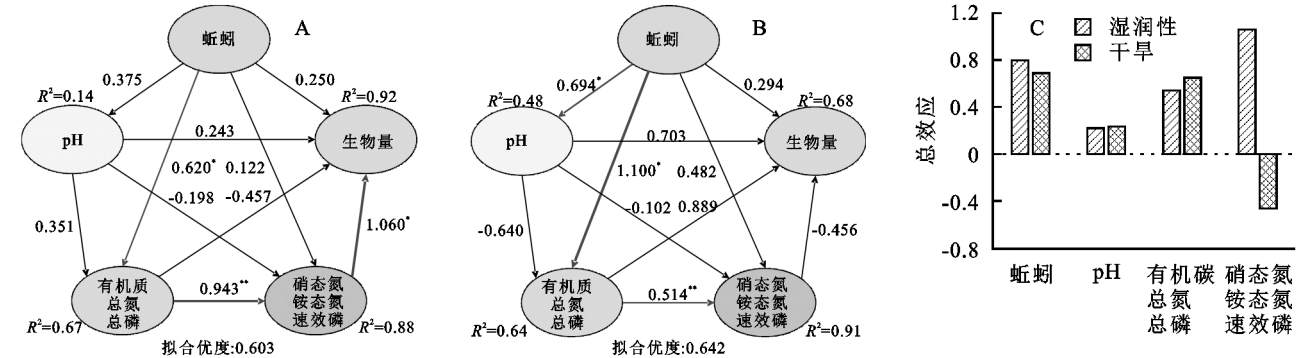 A
蚯蚓
0.375
0.250
R²=0.14
R²=0.92
pH
0.243
生物量
0.620*
0.122
-0.198
-0.457
0.351
1.060*
有机质
总氮
总磷
0.943**
硝态氮
铵态氮
速效磷
R²=0.67
R²=0.88
拟合优度:0.603
B
蚯蚓
0.694*
0.294
R²=0.48
R²=0.68
pH
0.703
生物量
1.100*
0.482
-0.102
0.889
-0.640
-0.456
有机质
总氮
总磷
0.514**
硝态氮
铵态氮
速效磷
R²=0.64
R²=0.91
拟合优度:0.642
C
湿润性
干旱
总效应
1.2
0.8
0.4
0
-0.4
-0.8
蚯蚓
pH
有机碳
总氮
总磷
硝态氮
铵态氮
速效磷